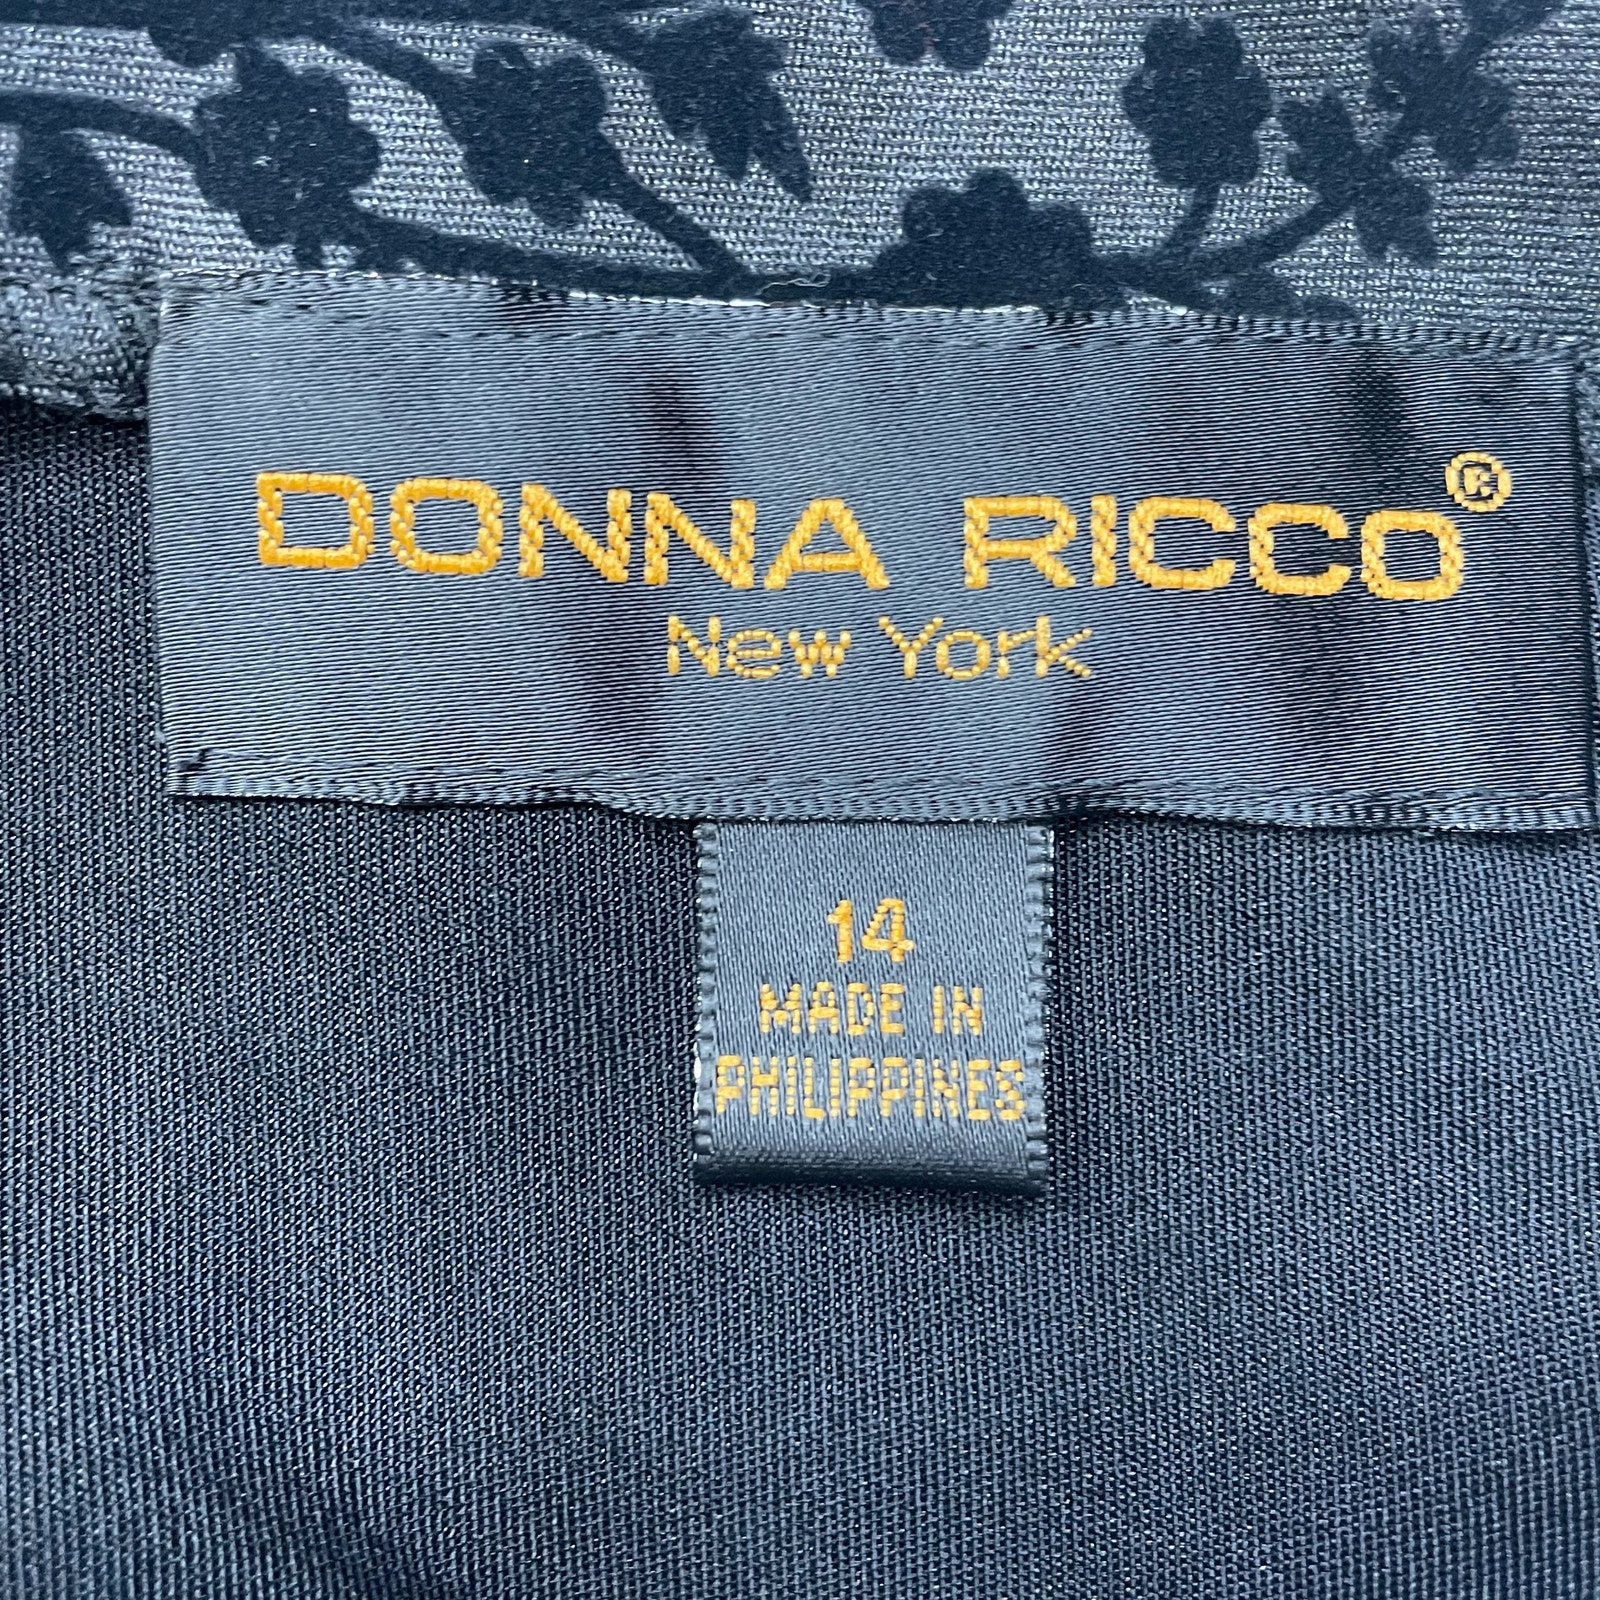 DONNA RICCO®
New York
14
MADE IN
PHILIPPINES